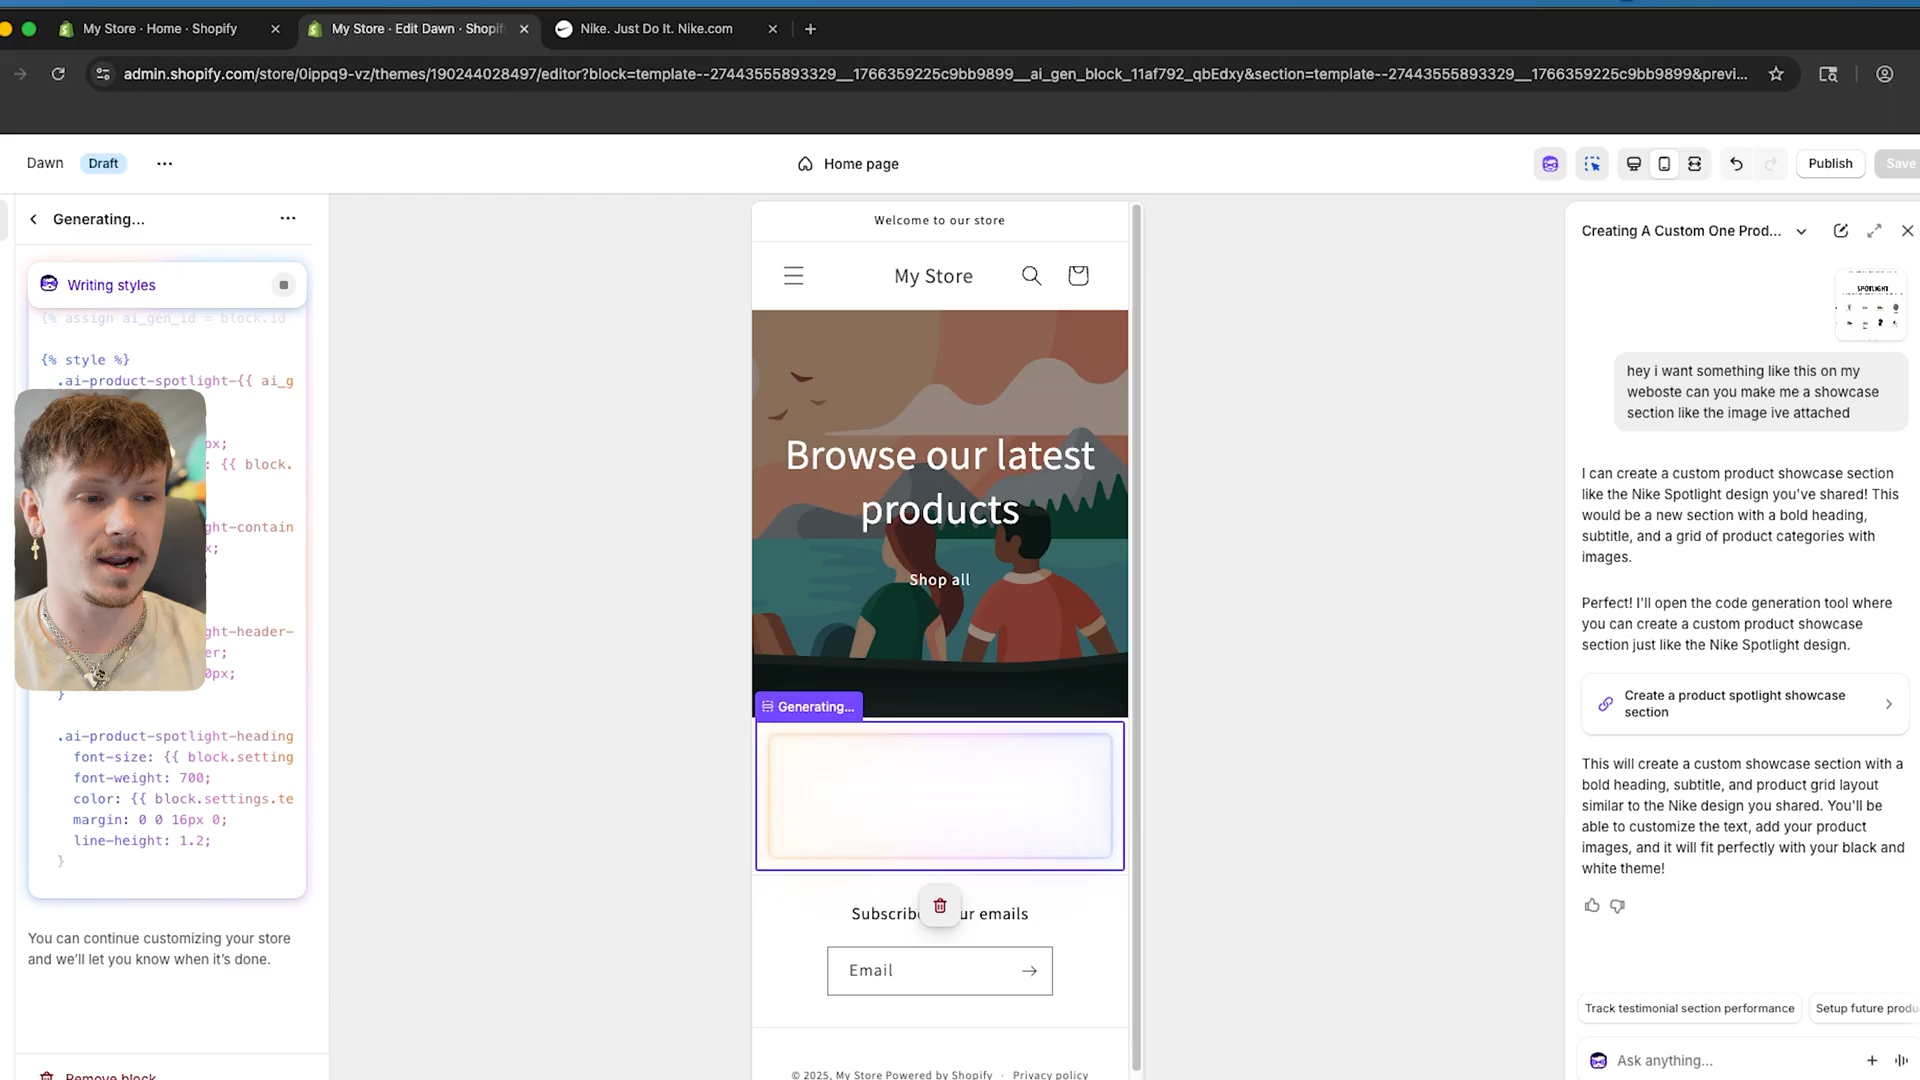 My Store · Home · Shopify
My Store · Edit Dawn · Shopif
Nike. Just Do It. Nike.com
admin.shopify.com/store/0ippq9-vz/themes/190244028497/editor?block=template--27443555893329__1766359225c9bb9899__ai_gen_block_11af792_qbEdxy&section=template--27443555893329__1766359225c9bb9899&previ...
Dawn
Draft
Home page
Publish
Save
Generating...
Writing styles
{% assign ai_gen_id = block.id
{% style %}
.ai-product-spotlight-{{ ai_g
px;
: {{ block.
ght-contain
x;
ght-header-
er;
0px;
}
.ai-product-spotlight-heading
font-size: {{ block.setting
font-weight: 700;
color: {{ block.settings.te
margin: 0 0 16px 0;
line-height: 1.2;
}
You can continue customizing your store
and we'll let you know when it's done.
Remove block
Welcome to our store
My Store
Browse our latest
products
Shop all
Generating...
Subscribe
ur emails
Email
© 2025, My Store Powered by Shopify · Privacy policy
Creating A Custom One Prod...
SPOTLIGHT
hey i want something like this on my
weboste can you make me a showcase
section like the image ive attached
I can create a custom product showcase section
like the Nike Spotlight design you've shared! This
would be a new section with a bold heading,
subtitle, and a grid of product categories with
images.
Perfect! I'll open the code generation tool where
you can create a custom product showcase
section just like the Nike Spotlight design.
Create a product spotlight showcase
section
This will create a custom showcase section with a
bold heading, subtitle, and product grid layout
similar to the Nike design you shared. You'll be
able to customize the text, add your product
images, and it will fit perfectly with your black and
white theme!
Track testimonial section performance
Setup future produ
Ask anything...